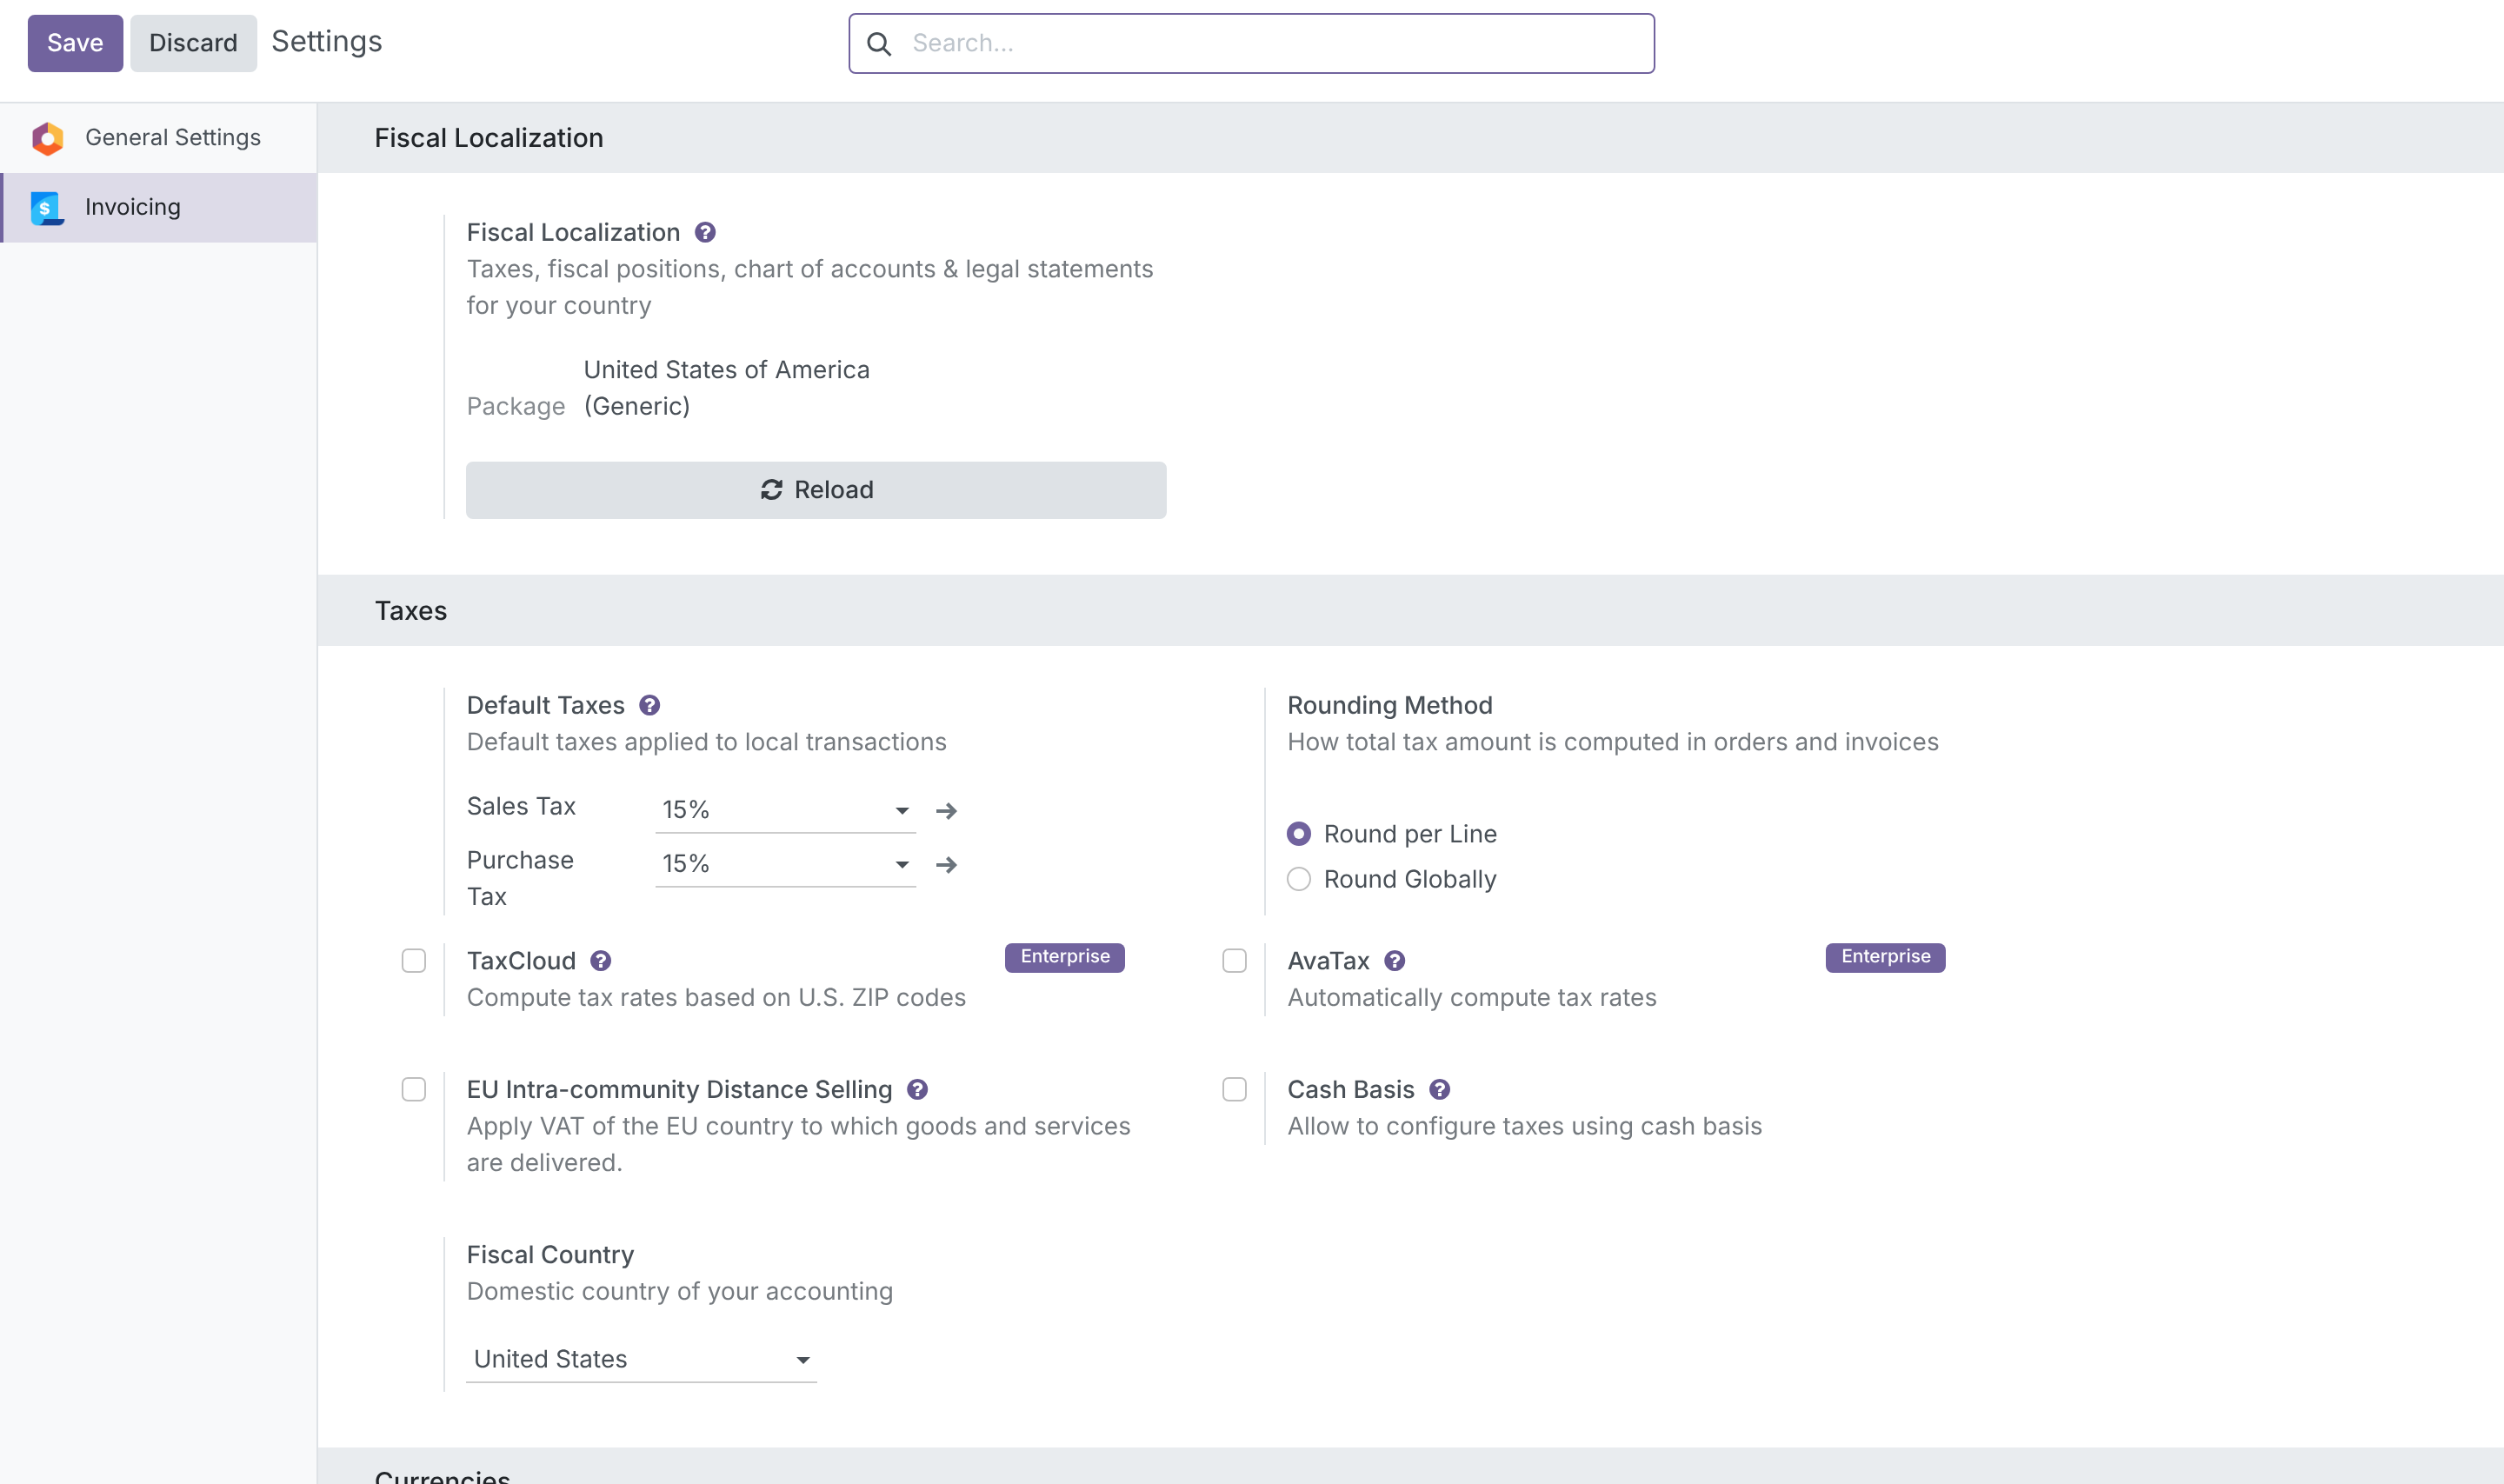 Save Discard Settings
Search...
General Settings
Invoicing
Fiscal Localization
Fiscal Localization
Taxes, fiscal positions, chart of accounts & legal statements
for your country
United States of America
Package (Generic)
Reload
Taxes
Default Taxes
Default taxes applied to local transactions
Sales Tax 15%
Purchase 15%
Tax
Rounding Method
How total tax amount is computed in orders and invoices
Round per Line
Round Globally
TaxCloud Enterprise
Compute tax rates based on U.S. ZIP codes
AvaTax Enterprise
Automatically compute tax rates
EU Intra-community Distance Selling
Apply VAT of the EU country to which goods and services
are delivered.
Cash Basis
Allow to configure taxes using cash basis
Fiscal Country
Domestic country of your accounting
United States
Currencies